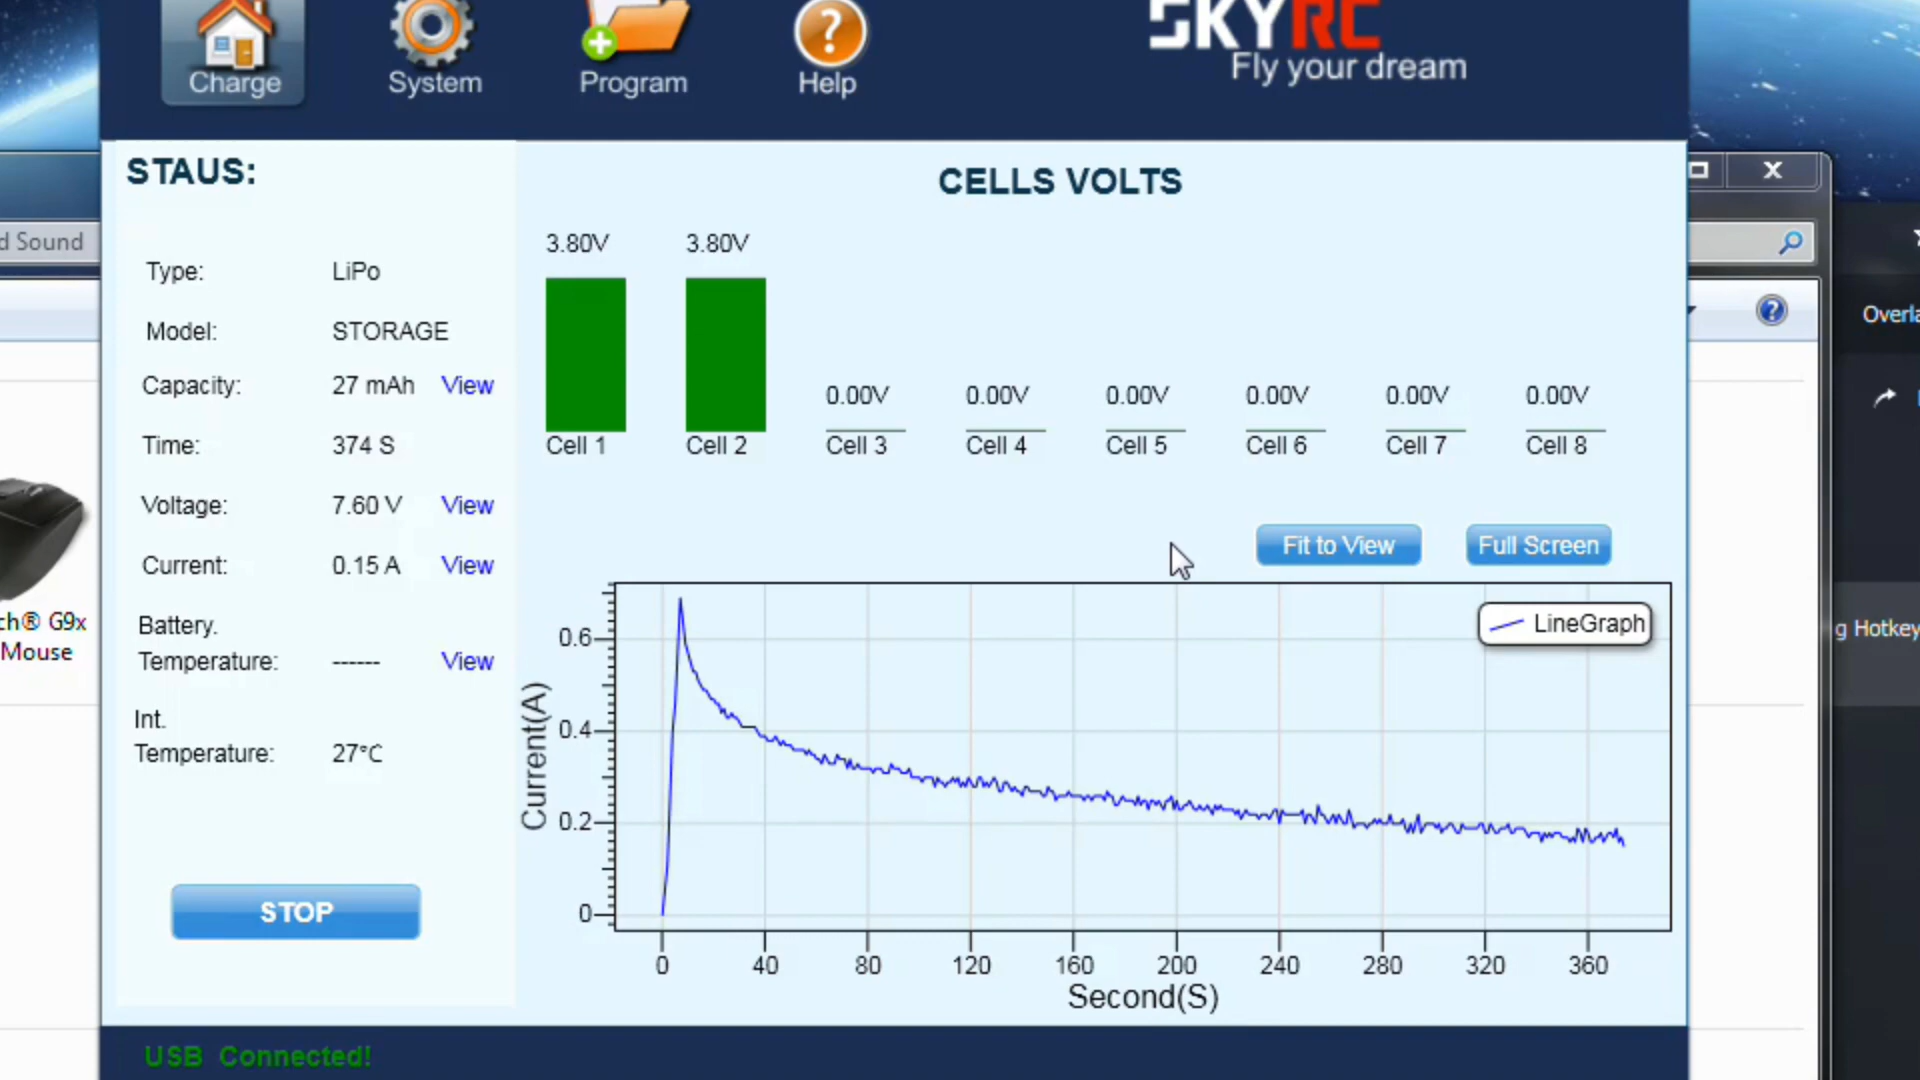 SKYRC
Fly your dream
Charge
System
Program
Help
STAUS:
CELLS VOLTS
d Sound
Type: LiPo
Model: STORAGE
Capacity: 27 mAh View
Time: 374 S
Voltage: 7.60 V View
Current: 0.15 A View
Battery.
Temperature: ------ View
Int.
Temperature: 27°C
STOP
3.80V 3.80V
0.00V 0.00V 0.00V 0.00V 0.00V 0.00V
Cell 1 Cell 2 Cell 3 Cell 4 Cell 5 Cell 6 Cell 7 Cell 8
Fit to View
Full Screen
LineGraph
Current(A)
0.6
0.4
0.2
0
0 40 80 120 160 200 240 280 320 360
Second(S)
USB Connected!
ch® G9x
Mouse
Overla
g Hotkey